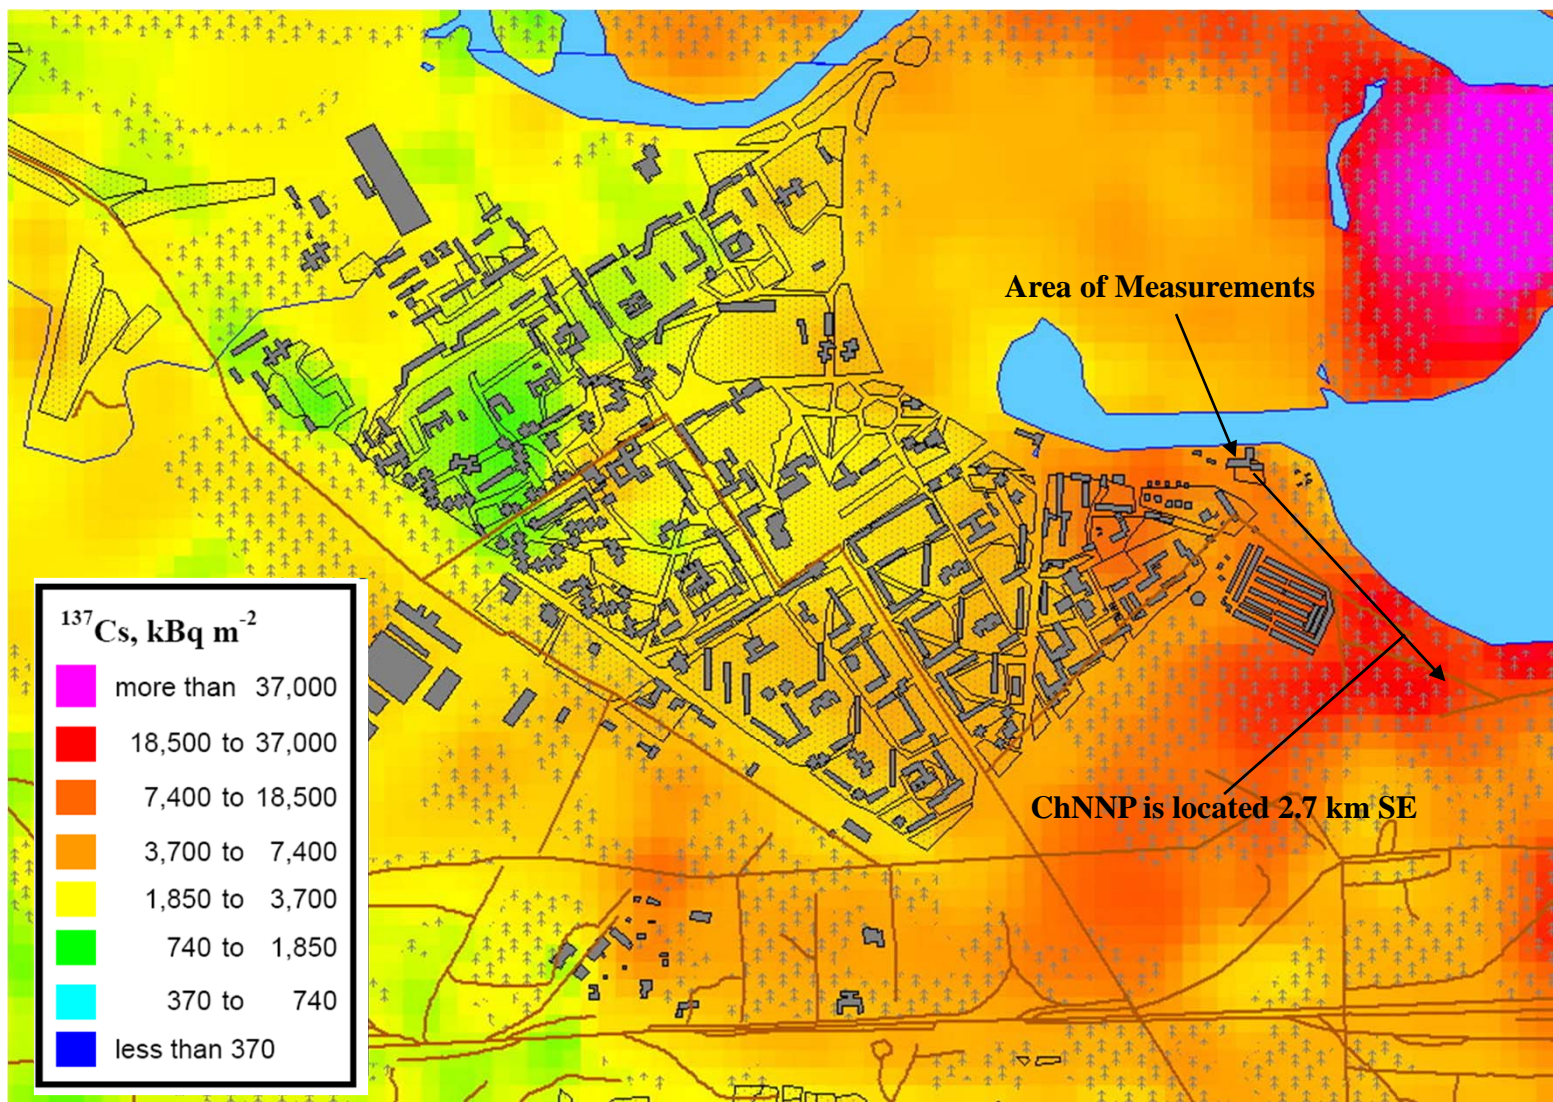 Area of Measurements
ChNNP is located 2.7 km SE
¹³⁷Cs, kBq m⁻²
more than 37,000
18,500 to 37,000
7,400 to 18,500
3,700 to 7,400
1,850 to 3,700
740 to 1,850
370 to 740
less than 370